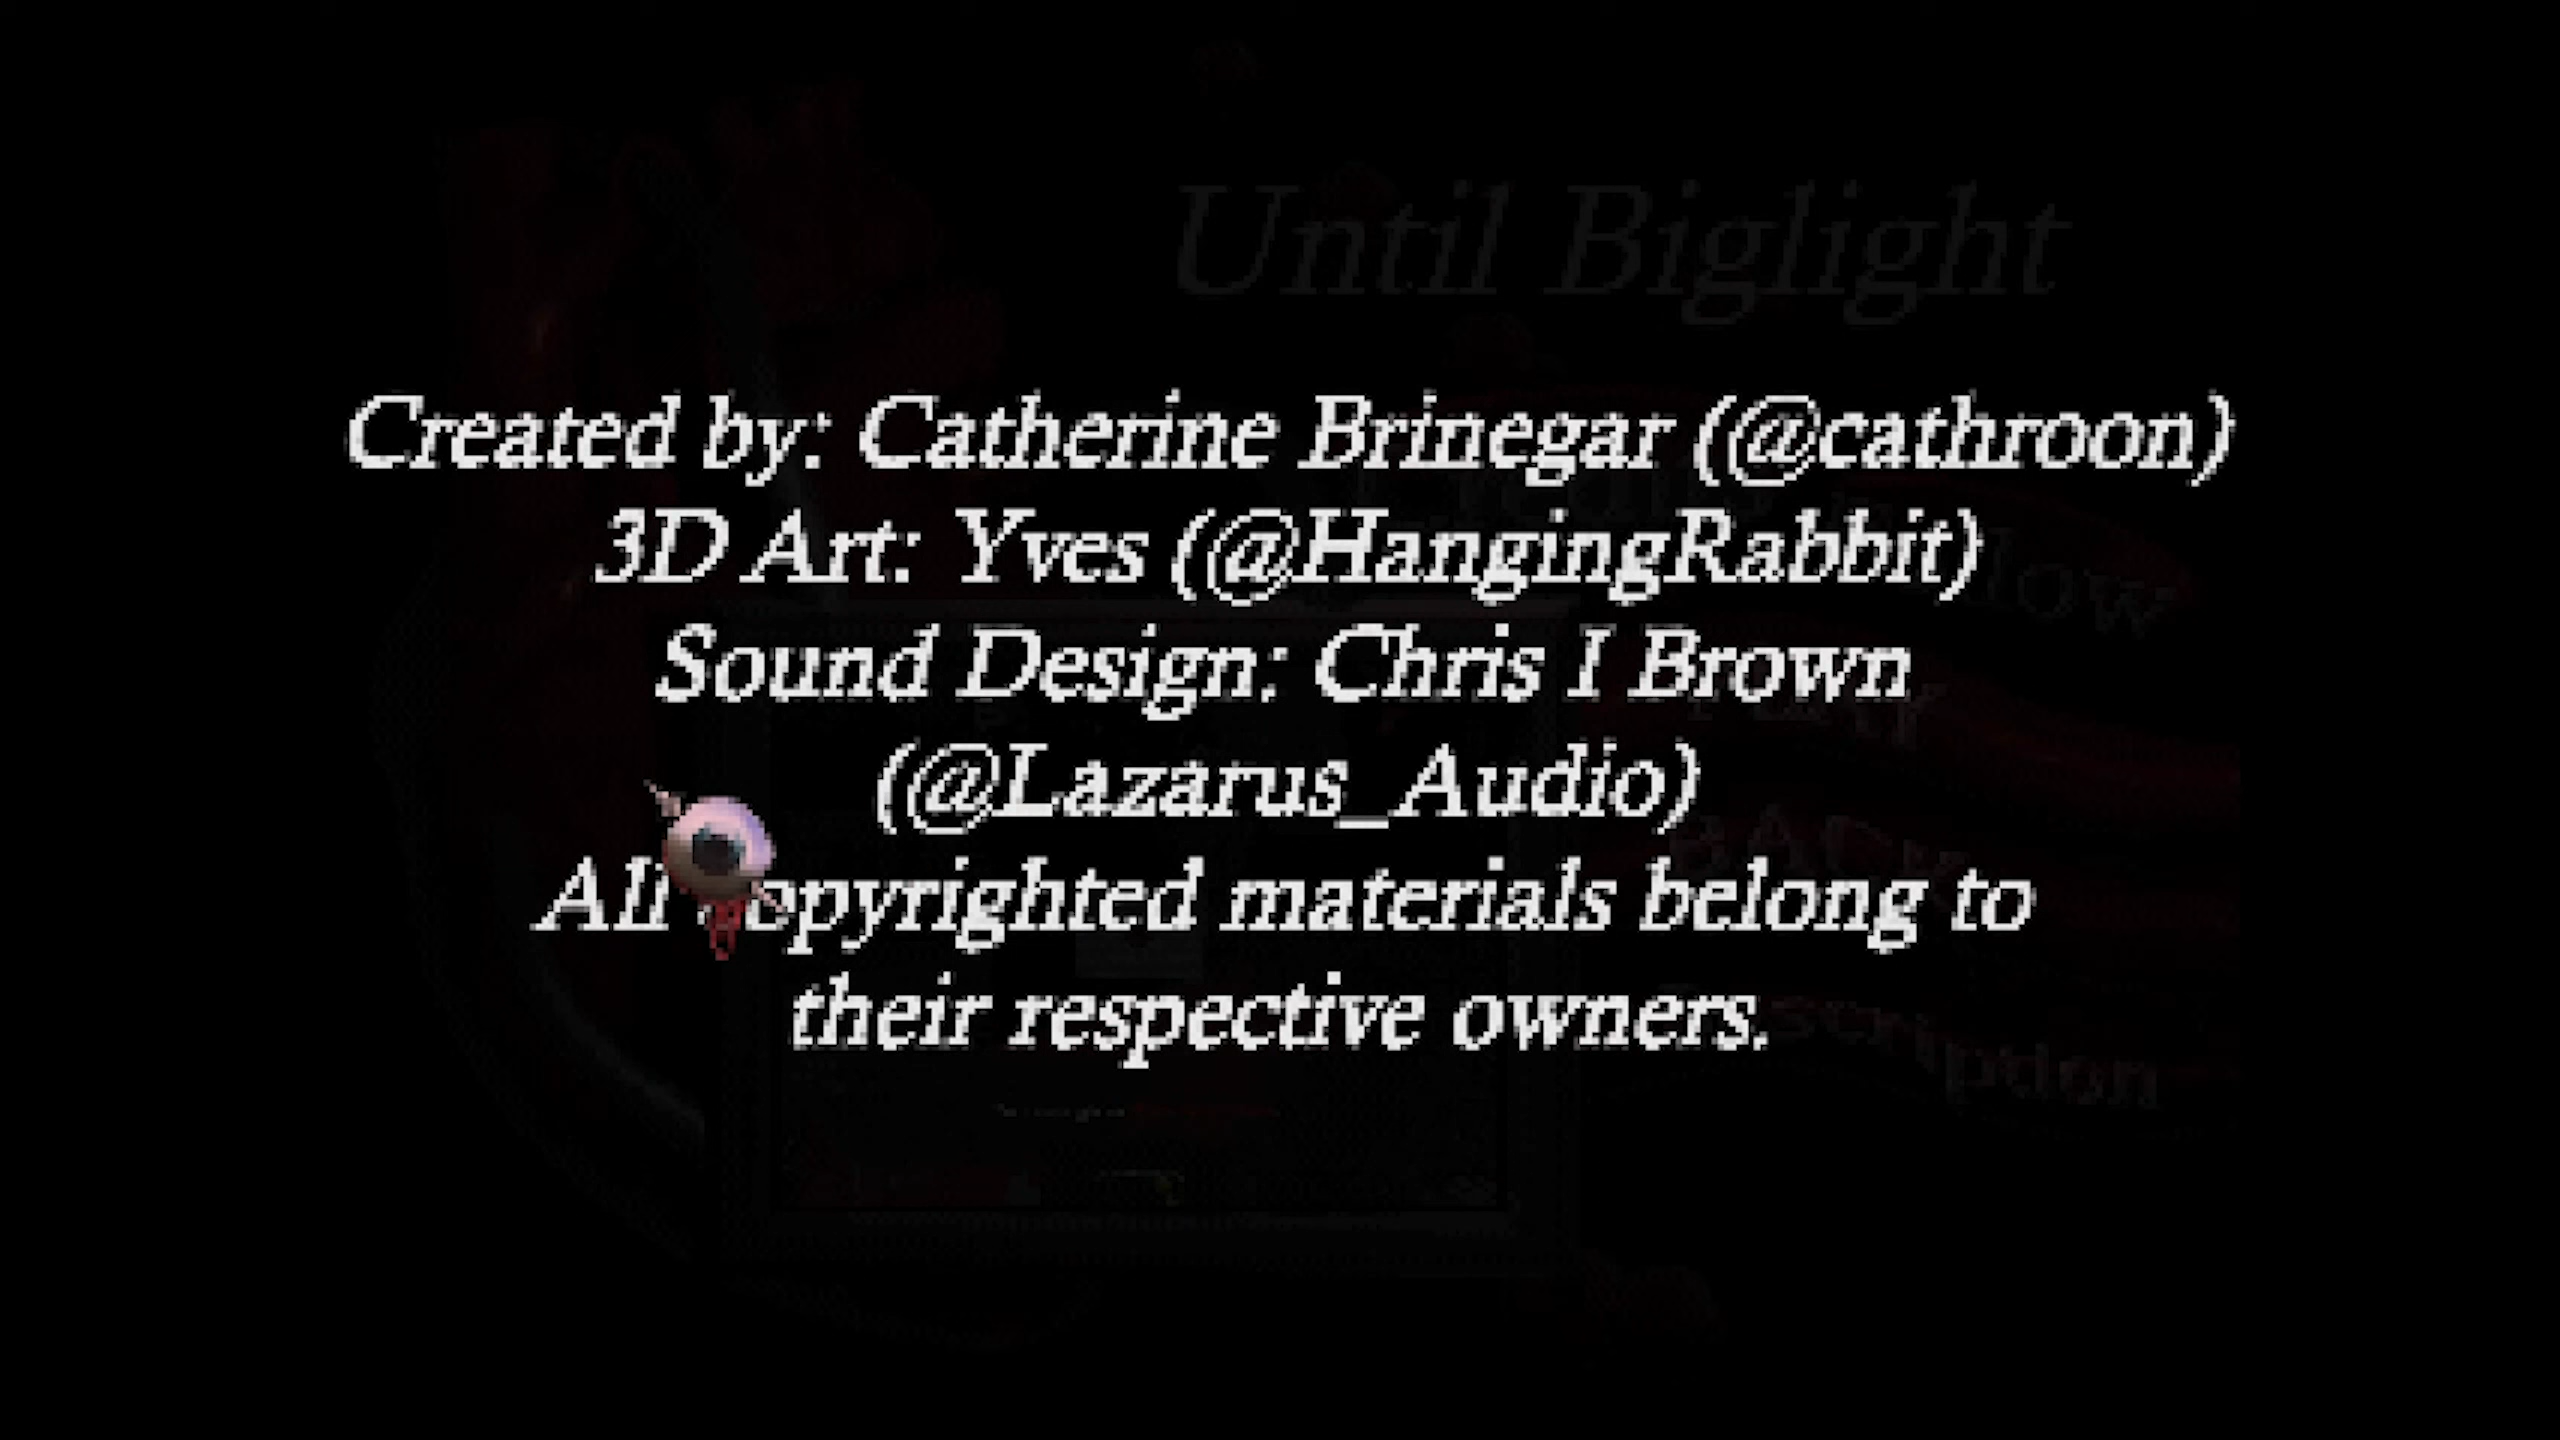 Until Biglight
Created by: Catherine Brinegar (@cathroon)
3D Art: Yves (@HangingRabbit)
Sound Design: Chris I Brown
(@Lazarus_Audio)
All copyrighted materials belong to
their respective owners.